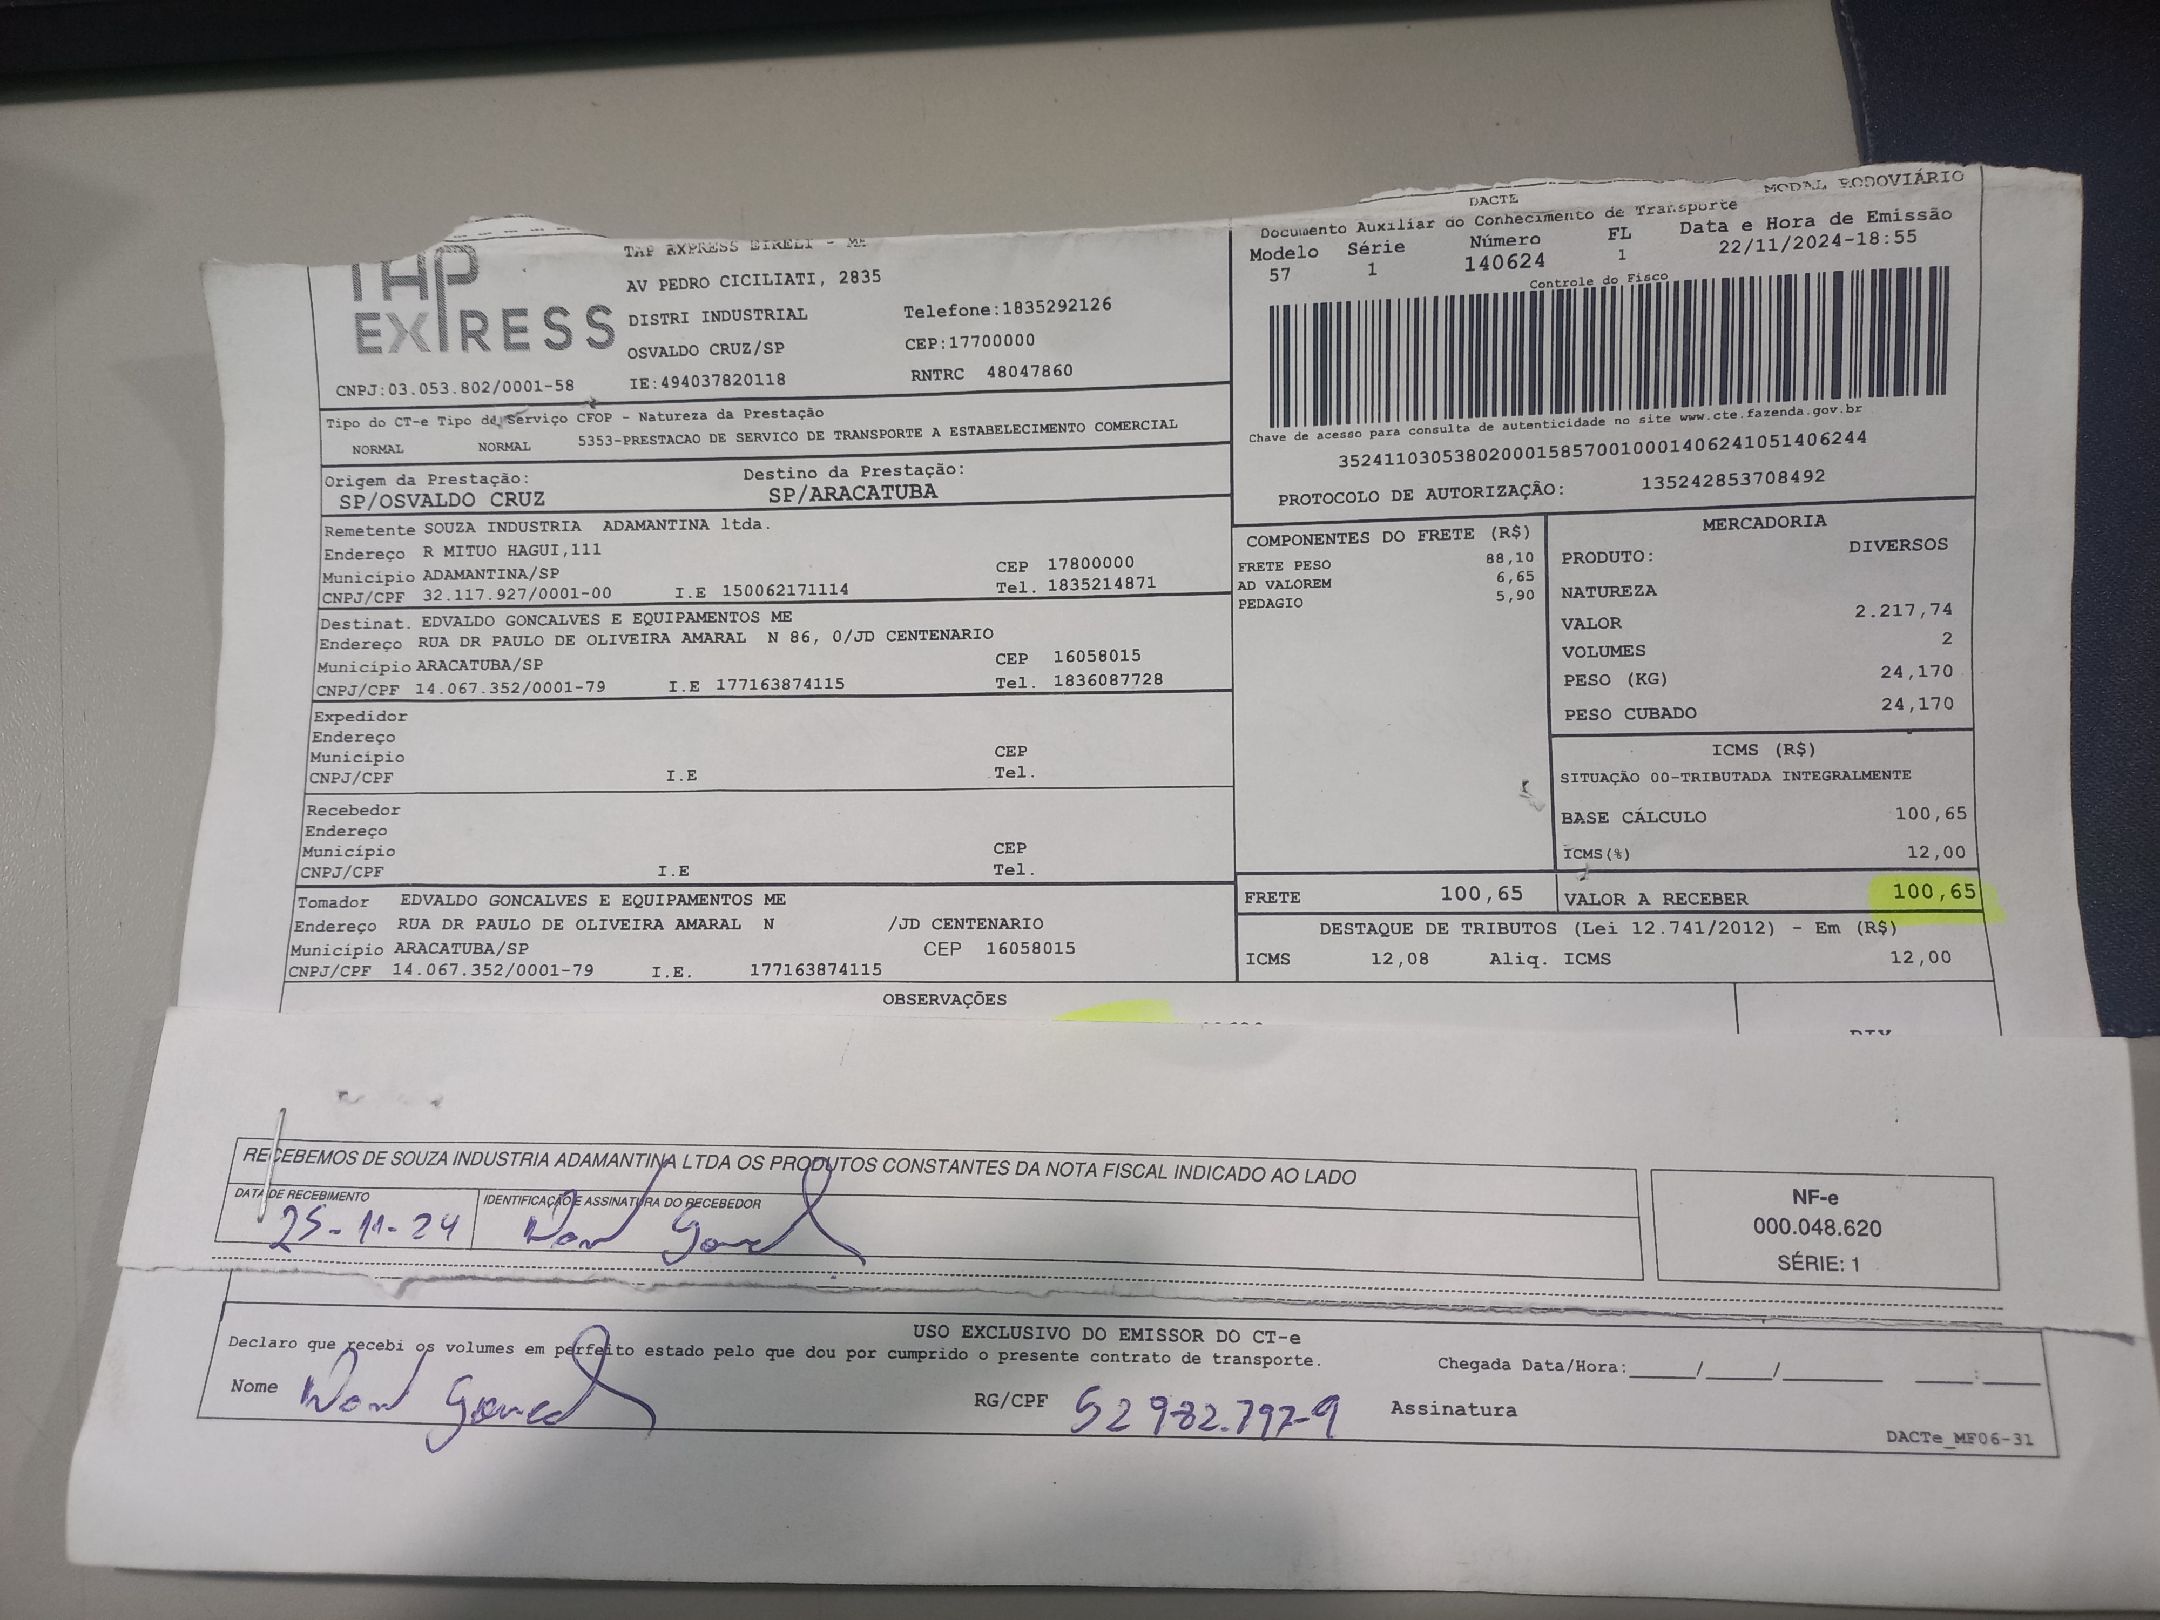 TAP EXPRESS
TAP EXPRESS EIRELI - ME
AV PEDRO CICILIATI, 2835
DISTRI INDUSTRIAL Telefone:1835292126
OSVALDO CRUZ/SP CEP:17700000
CNPJ:03.053.802/0001-58 IE:494037820118 RNTRC 48047860
MODAL RODOVIÁRIO
DACTE
Documento Auxiliar do Conhecimento de Transporte
Modelo Série Número FL Data e Hora de Emissão
57 1 140624 1 22/11/2024-18:55
Controle do Fisco
Chave de acesso para consulta de autenticidade no site www.cte.fazenda.gov.br
35241103053802000158570010001406241051406244
PROTOCOLO DE AUTORIZAÇÃO: 135242853708492
Tipo do CT-e Tipo de Serviço CFOP - Natureza da Prestação
NORMAL NORMAL 5353-PRESTACAO DE SERVICO DE TRANSPORTE A ESTABELECIMENTO COMERCIAL
Origem da Prestação: Destino da Prestação:
SP/OSVALDO CRUZ SP/ARACATUBA
Remetente SOUZA INDUSTRIA ADAMANTINA ltda.
Endereço R MITUO HAGUI,111
Município ADAMANTINA/SP CEP 17800000
CNPJ/CPF 32.117.927/0001-00 I.E 150062171114 Tel. 1835214871
Destinat. EDVALDO GONCALVES E EQUIPAMENTOS ME
Endereço RUA DR PAULO DE OLIVEIRA AMARAL N 86, 0/JD CENTENARIO
Município ARACATUBA/SP CEP 16058015
CNPJ/CPF 14.067.352/0001-79 I.E 177163874115 Tel. 1836087728
Expedidor
Endereço
Município CEP
CNPJ/CPF I.E Tel.
Recebedor
Endereço
Município CEP
CNPJ/CPF I.E Tel.
Tomador EDVALDO GONCALVES E EQUIPAMENTOS ME
Endereço RUA DR PAULO DE OLIVEIRA AMARAL N /JD CENTENARIO
Município ARACATUBA/SP CEP 16058015
CNPJ/CPF 14.067.352/0001-79 I.E. 177163874115
COMPONENTES DO FRETE (R$)
FRETE PESO 88,10
AD VALOREM 6,65
PEDAGIO 5,90
MERCADORIA
PRODUTO: DIVERSOS
NATUREZA
VALOR 2.217,74
VOLUMES 2
PESO (KG) 24,170
PESO CUBADO 24,170
ICMS (R$)
SITUAÇÃO 00-TRIBUTADA INTEGRALMENTE
BASE CÁLCULO 100,65
ICMS(%) 12,00
FRETE 100,65 VALOR A RECEBER 100,65
DESTAQUE DE TRIBUTOS (Lei 12.741/2012) - Em (R$)
ICMS 12,08 Aliq. ICMS 12,00
OBSERVAÇÕES
RECEBEMOS DE SOUZA INDUSTRIA ADAMANTINA LTDA OS PRODUTOS CONSTANTES DA NOTA FISCAL INDICADO AO LADO
DATA DE RECEBIMENTO IDENTIFICAÇÃO E ASSINATURA DO RECEBEDOR
25-11-24
NF-e
000.048.620
SÉRIE: 1
USO EXCLUSIVO DO EMISSOR DO CT-e
Declaro que recebi os volumes em perfeito estado pelo que dou por cumprido o presente contrato de transporte.
Chegada Data/Hora:____/____/______ ____:____
Nome RG/CPF 52 982.797-9 Assinatura
DACTe_MF06-31